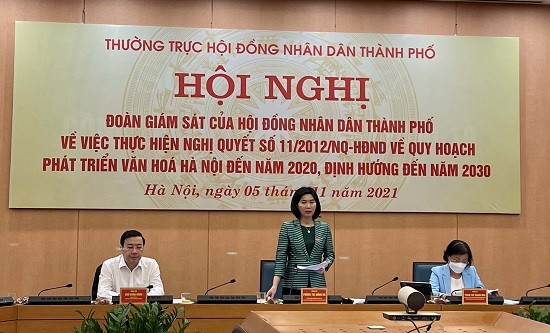 THƯỜNG TRỰC HỘI ĐỒNG NHÂN DÂN THÀNH PHỐ
HỘI NGHỊ
ĐOÀN GIÁM SÁT CỦA HỘI ĐỒNG NHÂN DÂN THÀNH PHỐ
VỀ VIỆC THỰC HIỆN NGHỊ QUYẾT SỐ 11/2012/NQ-HĐND VỀ QUY HOẠCH
PHÁT TRIỂN VĂN HOÁ HÀ NỘI ĐẾN NĂM 2020, ĐỊNH HƯỚNG ĐẾN NĂM 2030
Hà Nội, ngày 05 tháng 11 năm 2021